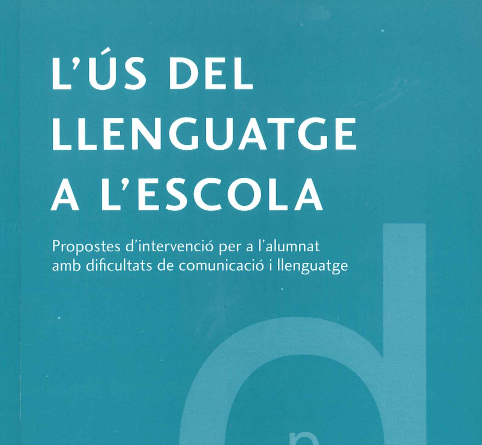 L'ÚS DEL
LLENGUATGE
A L'ESCOLA
Propostes d'intervenció per a l'alumnat
amb dificultats de comunicació i llenguatge
d
n